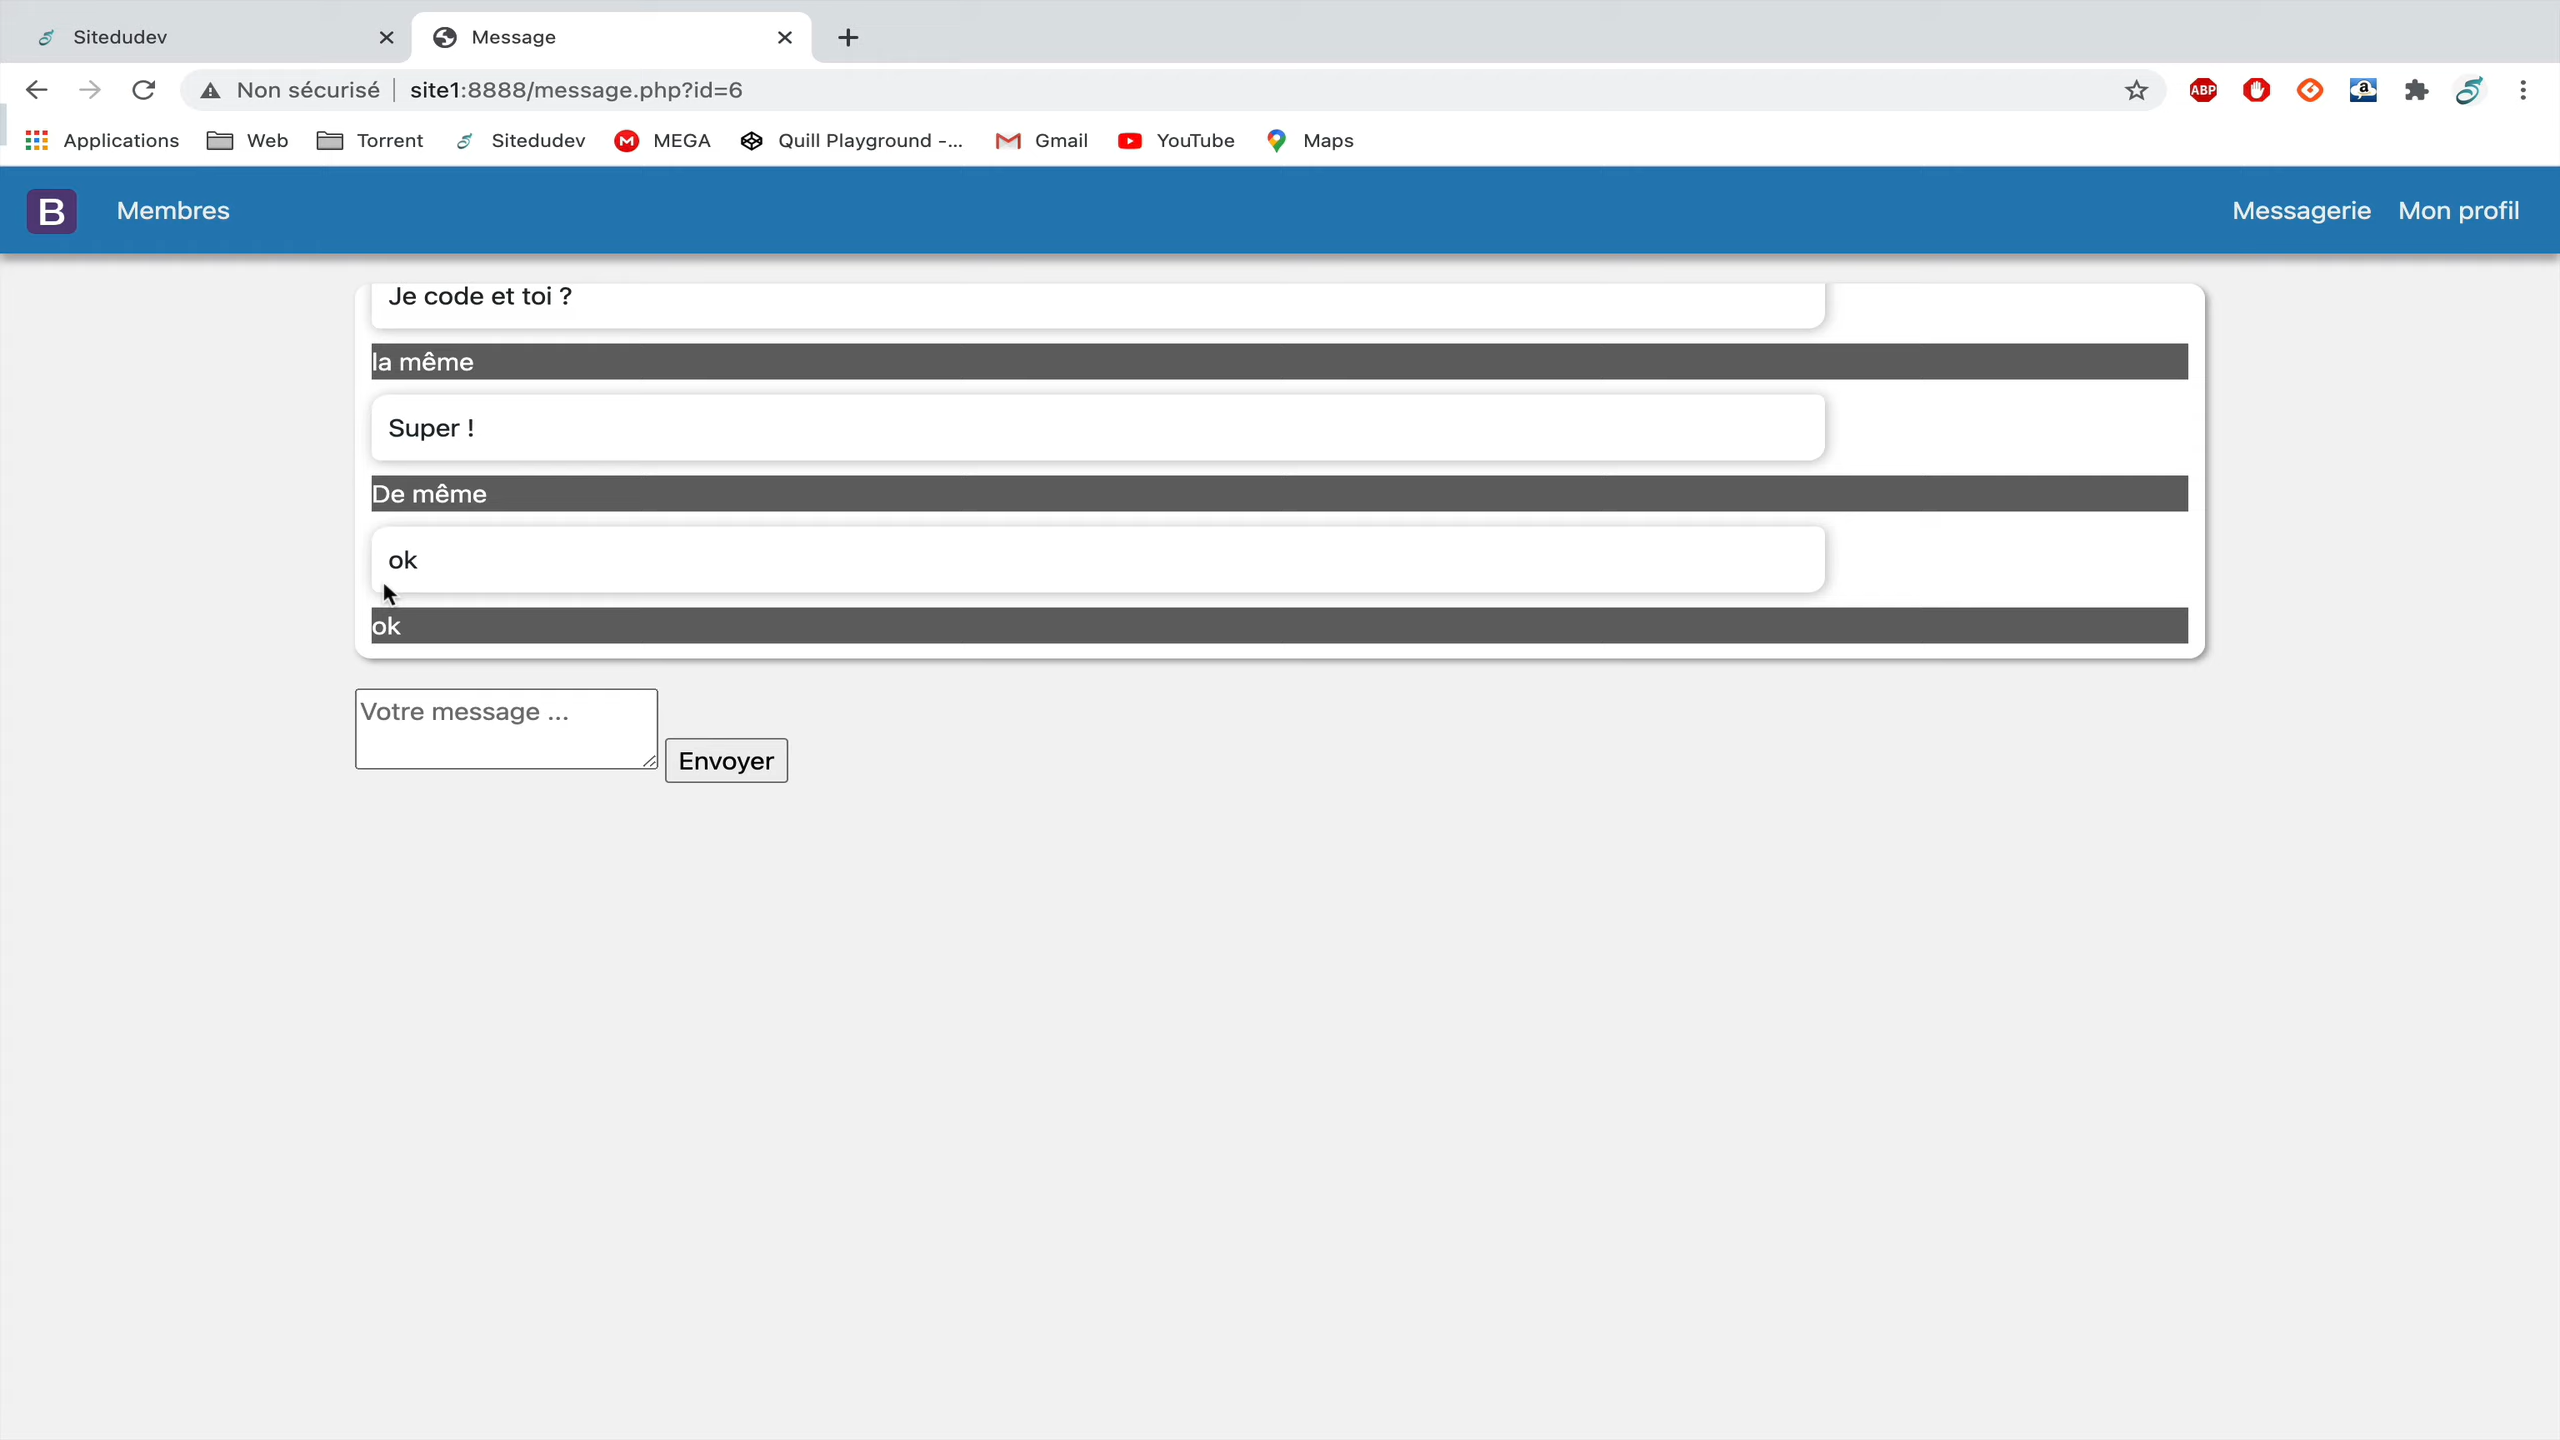 Sitedudev
Message
Non sécurisé
site1:8888/message.php?id=6
ABP
a
Applications
Web
Torrent
Sitedudev
M
MEGA
Quill Playground -...
Gmail
YouTube
Maps
B
Membres
Messagerie
Mon profil
Je code et toi ?
la même
Super !
De même
ok
ok
Votre message ...
Envoyer